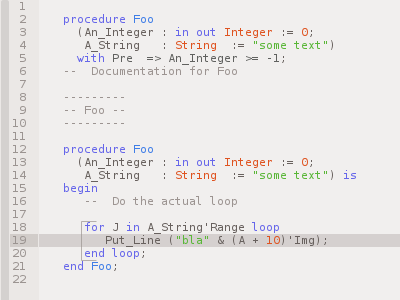 1
2 procedure Foo
3 (An_Integer : in out Integer := 0;
4 A_String : String := "some text")
5 with Pre => An_Integer >= -1;
6 -- Documentation for Foo
7
8 ---------
9 -- Foo --
10 ---------
11
12 procedure Foo
13 (An_Integer : in out Integer := 0;
14 A_String : String := "some text") is
15 begin
16 -- Do the actual loop
17
18 for J in A_String'Range loop
19 Put_Line ("bla" & (A + 10)'Img);
20 end loop;
21 end Foo;
22